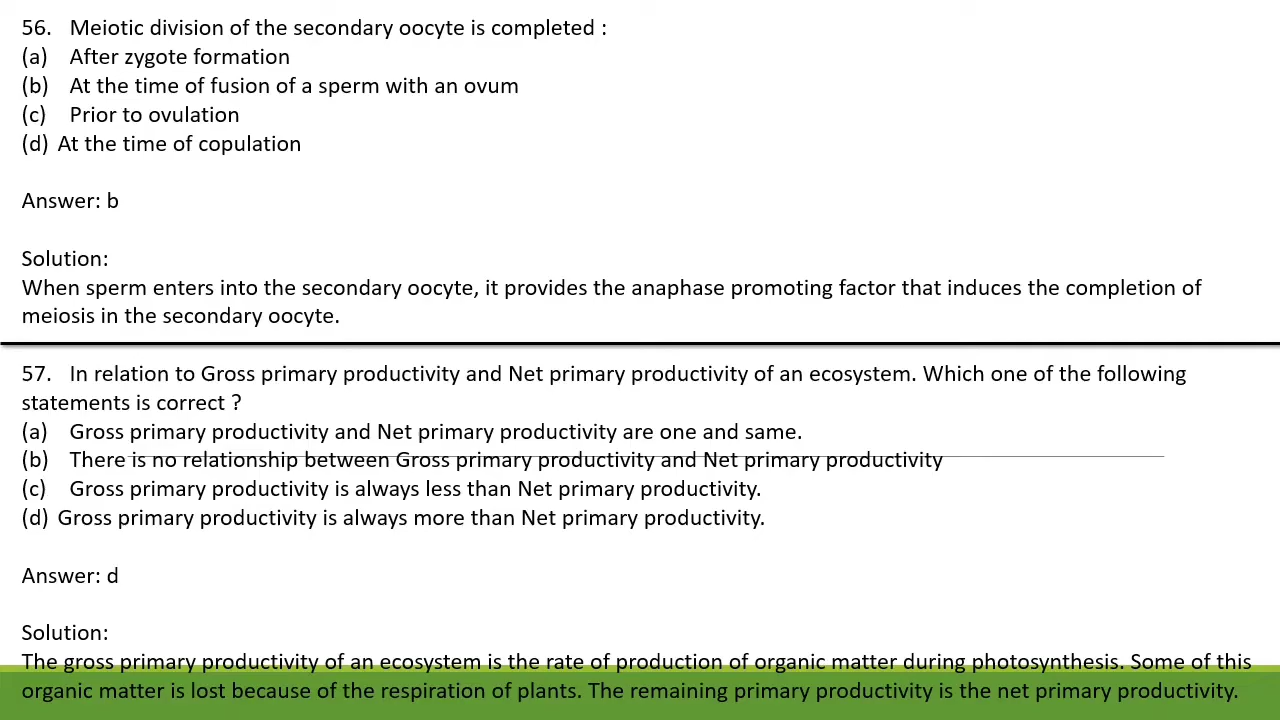 56. Meiotic division of the secondary oocyte is completed :
(a) After zygote formation
(b) At the time of fusion of a sperm with an ovum
(c) Prior to ovulation
(d) At the time of copulation
Answer: b
Solution:
When sperm enters into the secondary oocyte, it provides the anaphase promoting factor that induces the completion of
meiosis in the secondary oocyte.
57. In relation to Gross primary productivity and Net primary productivity of an ecosystem. Which one of the following
statements is correct ?
(a) Gross primary productivity and Net primary productivity are one and same.
(b) There is no relationship between Gross primary productivity and Net primary productivity
(c) Gross primary productivity is always less than Net primary productivity.
(d) Gross primary productivity is always more than Net primary productivity.
Answer: d
Solution:
The gross primary productivity of an ecosystem is the rate of production of organic matter during photosynthesis. Some of this
organic matter is lost because of the respiration of plants. The remaining primary productivity is the net primary productivity.